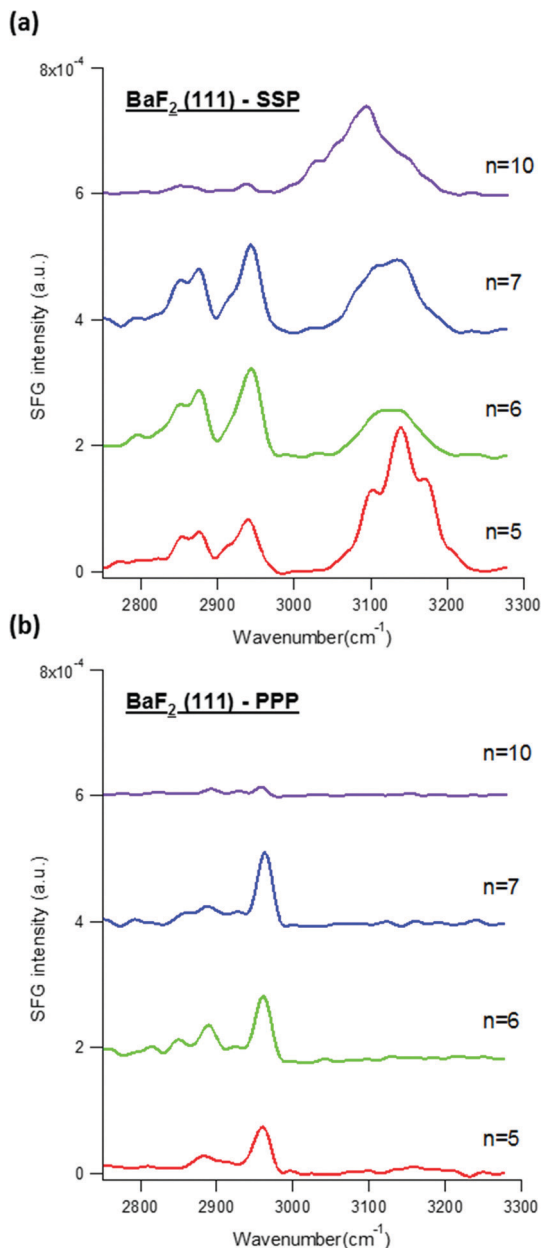 (a)
8x10⁻⁴
BaF₂ (111) - SSP
n=10
6
n=7
4
n=6
2
n=5
0
SFG intensity (a.u.)
2800 2900 3000 3100 3200 3300
Wavenumber(cm⁻¹)
(b)
8x10⁻⁴
BaF₂ (111) - PPP
n=10
6
n=7
4
n=6
2
n=5
0
SFG intensity (a.u.)
2800 2900 3000 3100 3200 3300
Wavenumber(cm⁻¹)